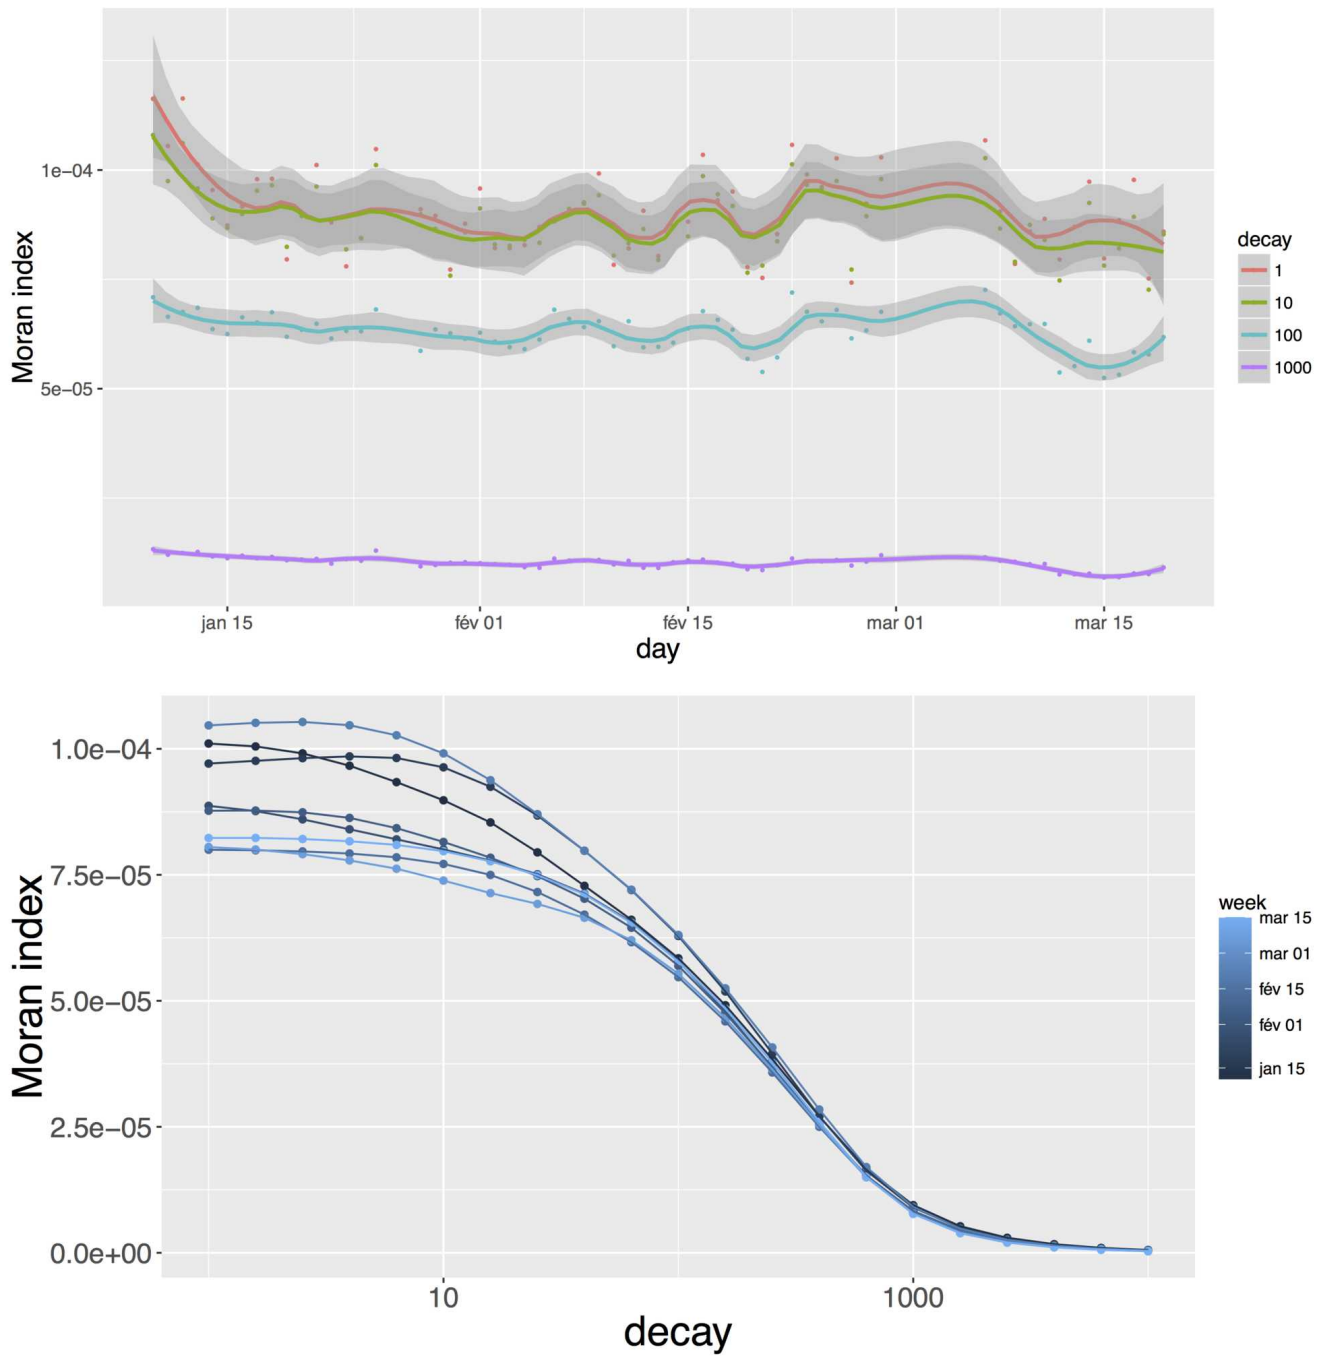 1e−04
5e−05
Moran index
jan 15
fév 01
fév 15
mar 01
mar 15
day
decay
1
10
100
1000
1.0e−04
7.5e−05
5.0e−05
2.5e−05
0.0e+00
Moran index
10
1000
decay
week
mar 15
mar 01
fév 15
fév 01
jan 15